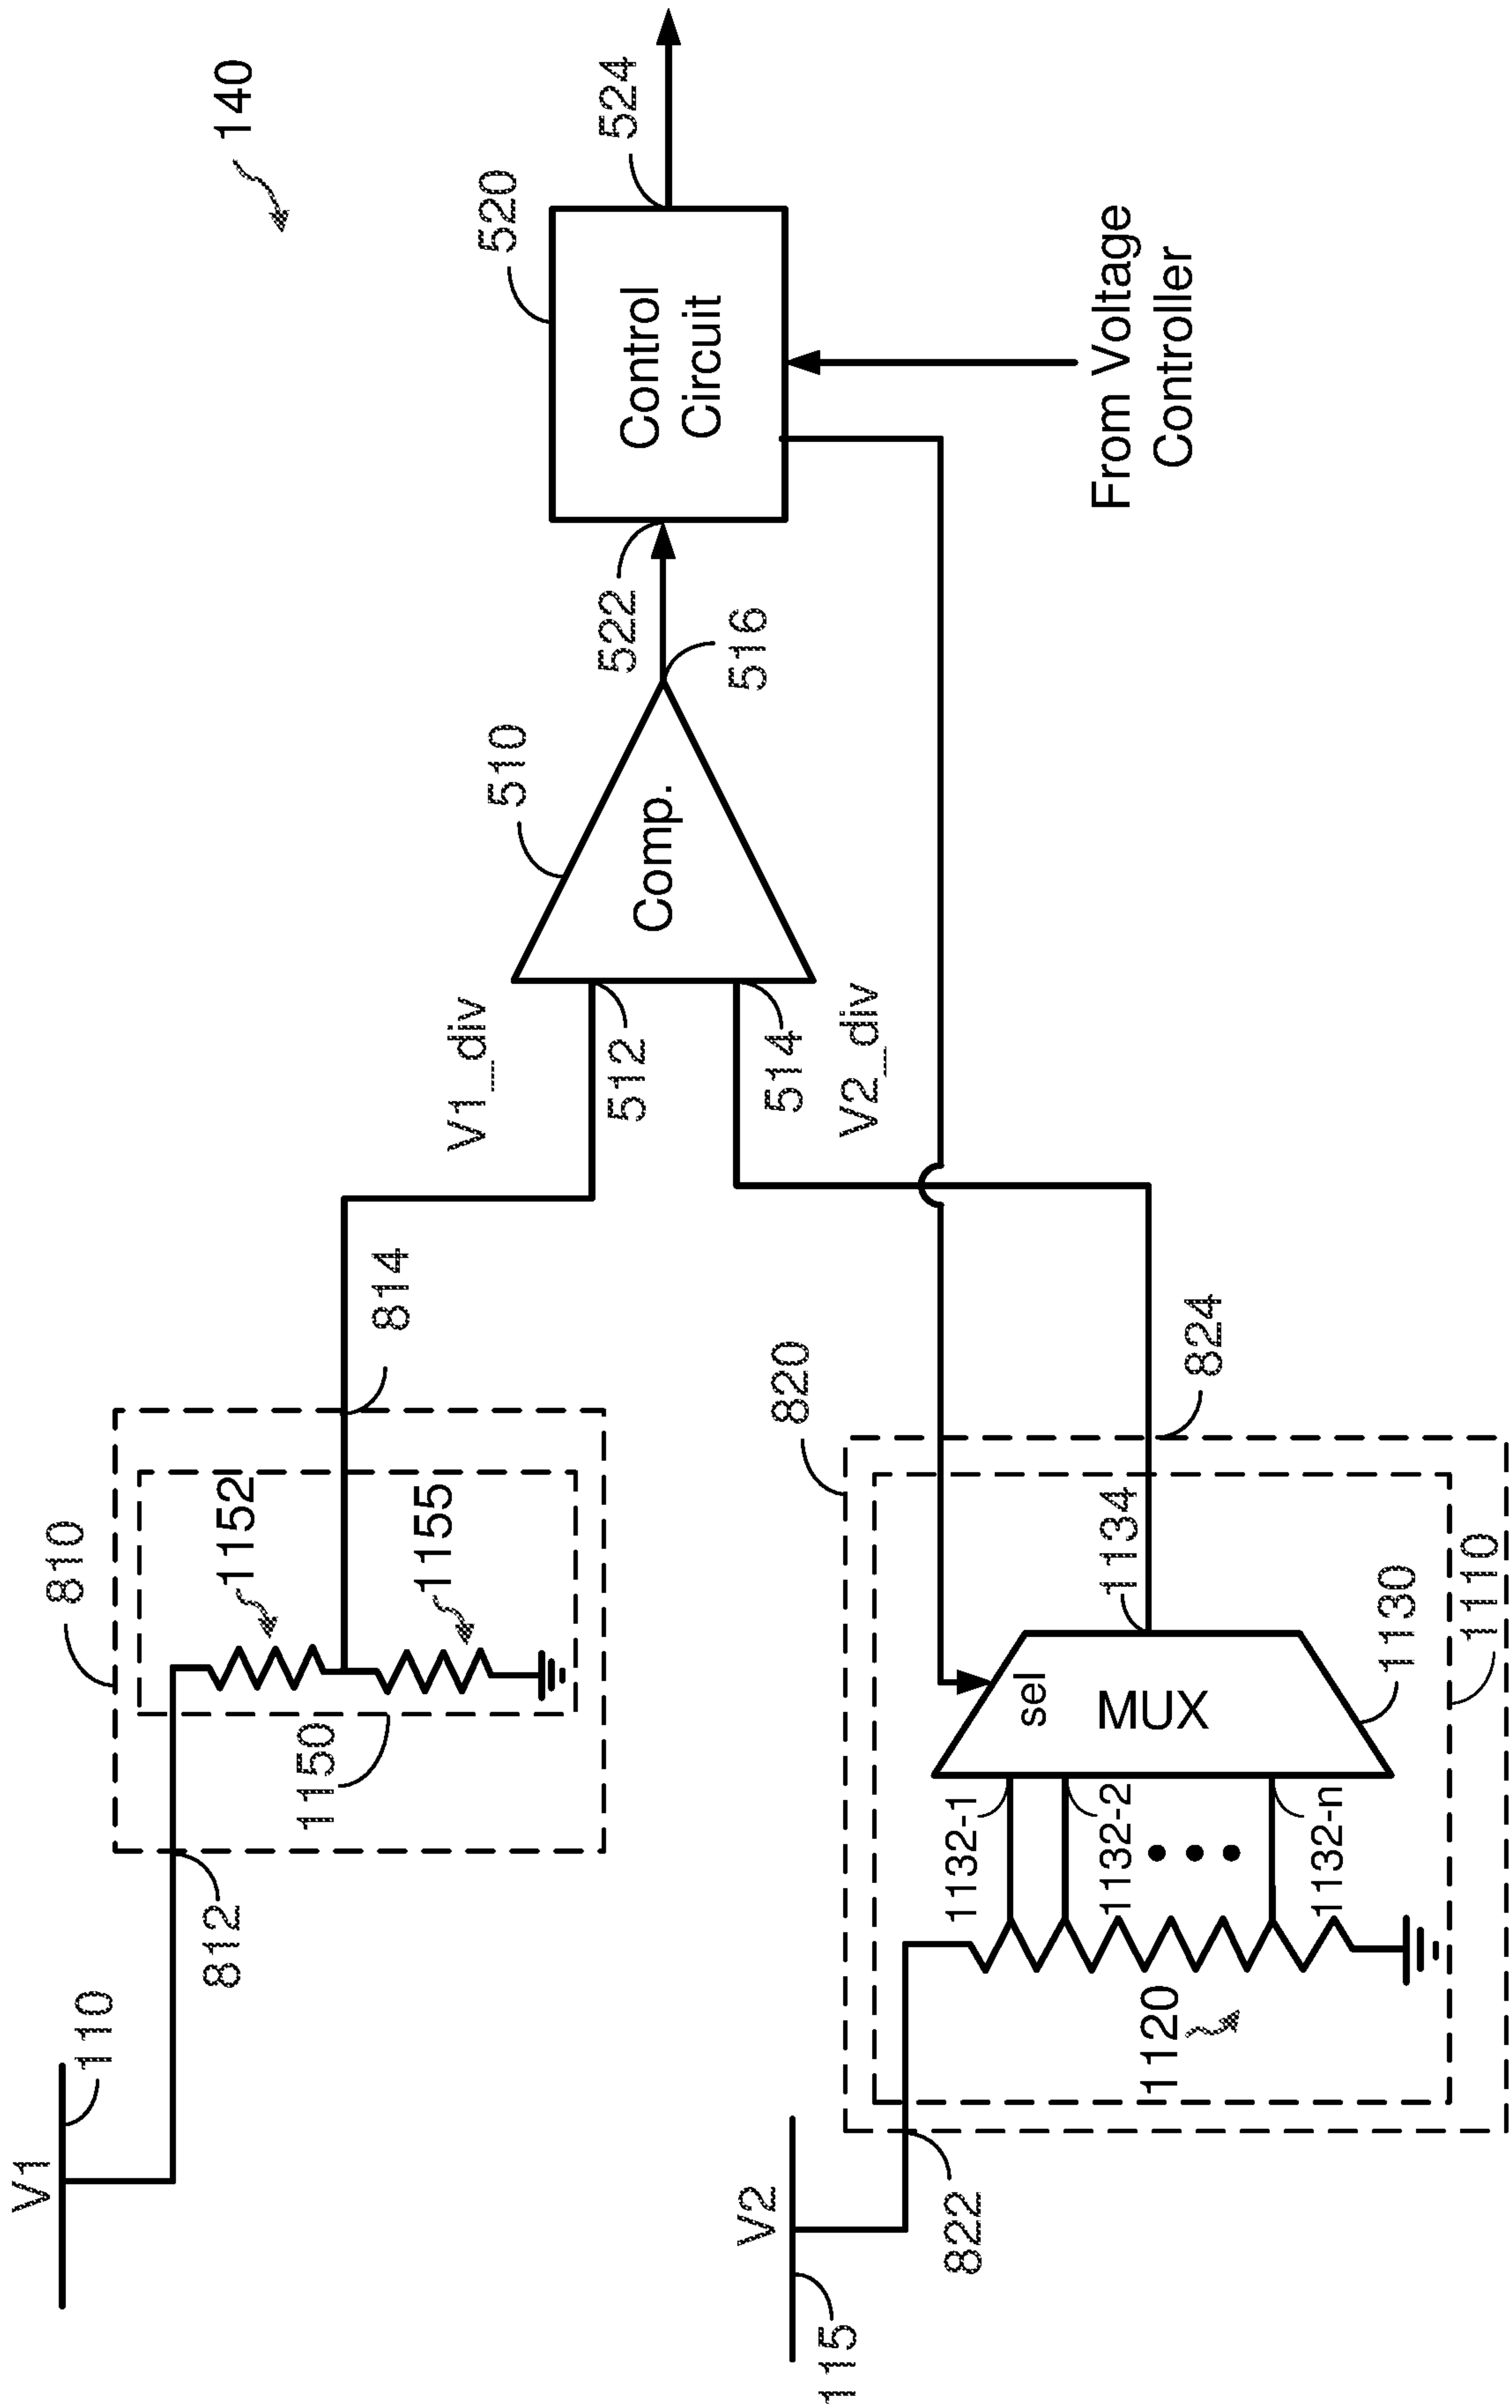 140
V1
110
812
810
1150
1152
1155
814
V1_div
512
510
Comp.
516
522
520
Control
Circuit
524
From Voltage
Controller
514
V2_div
V2
115
822
820
1120
1132-1
1132-2
1132-n
sel
MUX
1134
824
1130
1110